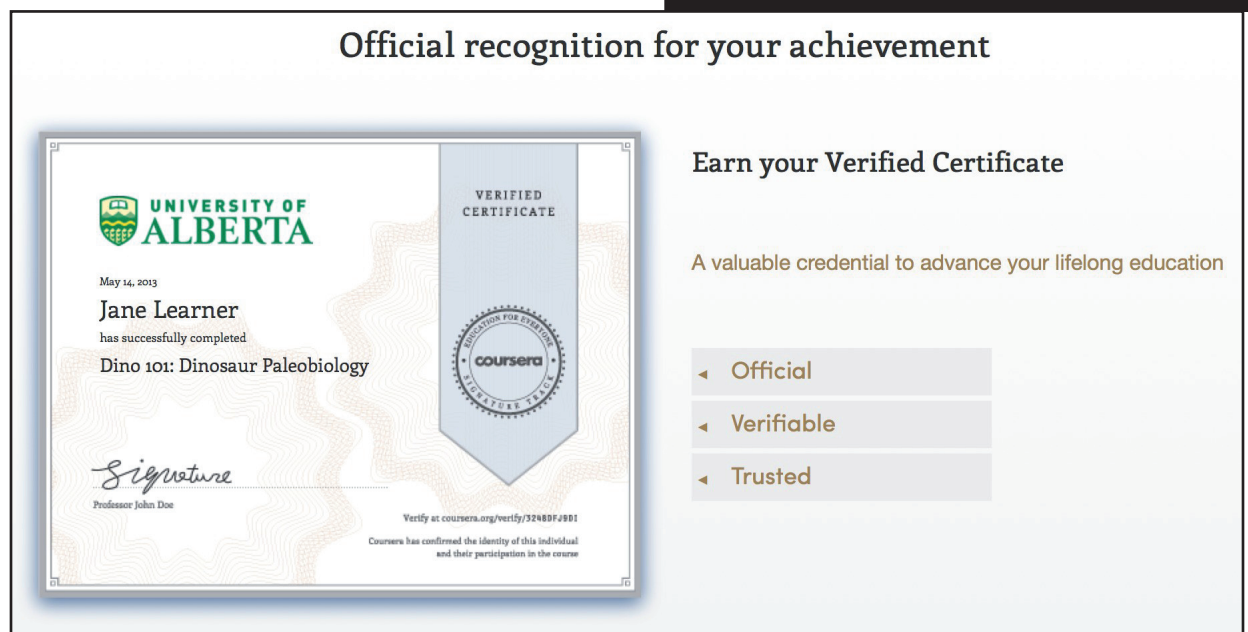 Official recognition for your achievement
UNIVERSITY OF
ALBERTA
May 14, 2013
Jane Learner
has successfully completed
Dino 101: Dinosaur Paleobiology
Signature
Professor John Doe
VERIFIED
CERTIFICATE
EDUCATION FOR EVERYONE
coursera
SIGNATURE TRACK
Verify at coursera.org/verify/3248DFJ9DI
Coursera has confirmed the identity of this individual
and their participation in the course
Earn your Verified Certificate
A valuable credential to advance your lifelong education
Official
Verifiable
Trusted